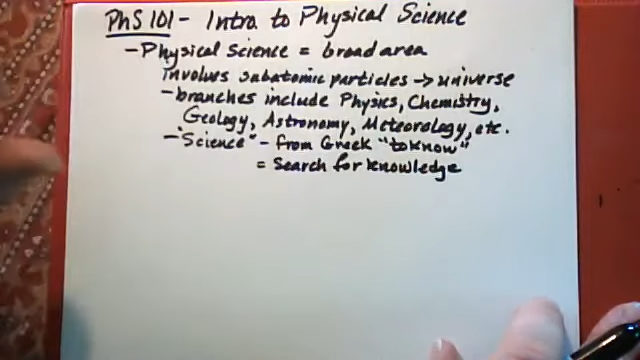 PhS 101 - Intro to Physical Science
- Physical Science = broad area
involves subatomic particles → universe
- branches include Physics, Chemistry,
Geology, Astronomy, Meteorology, etc.
- "Science" - from Greek "to know"
= Search for knowledge